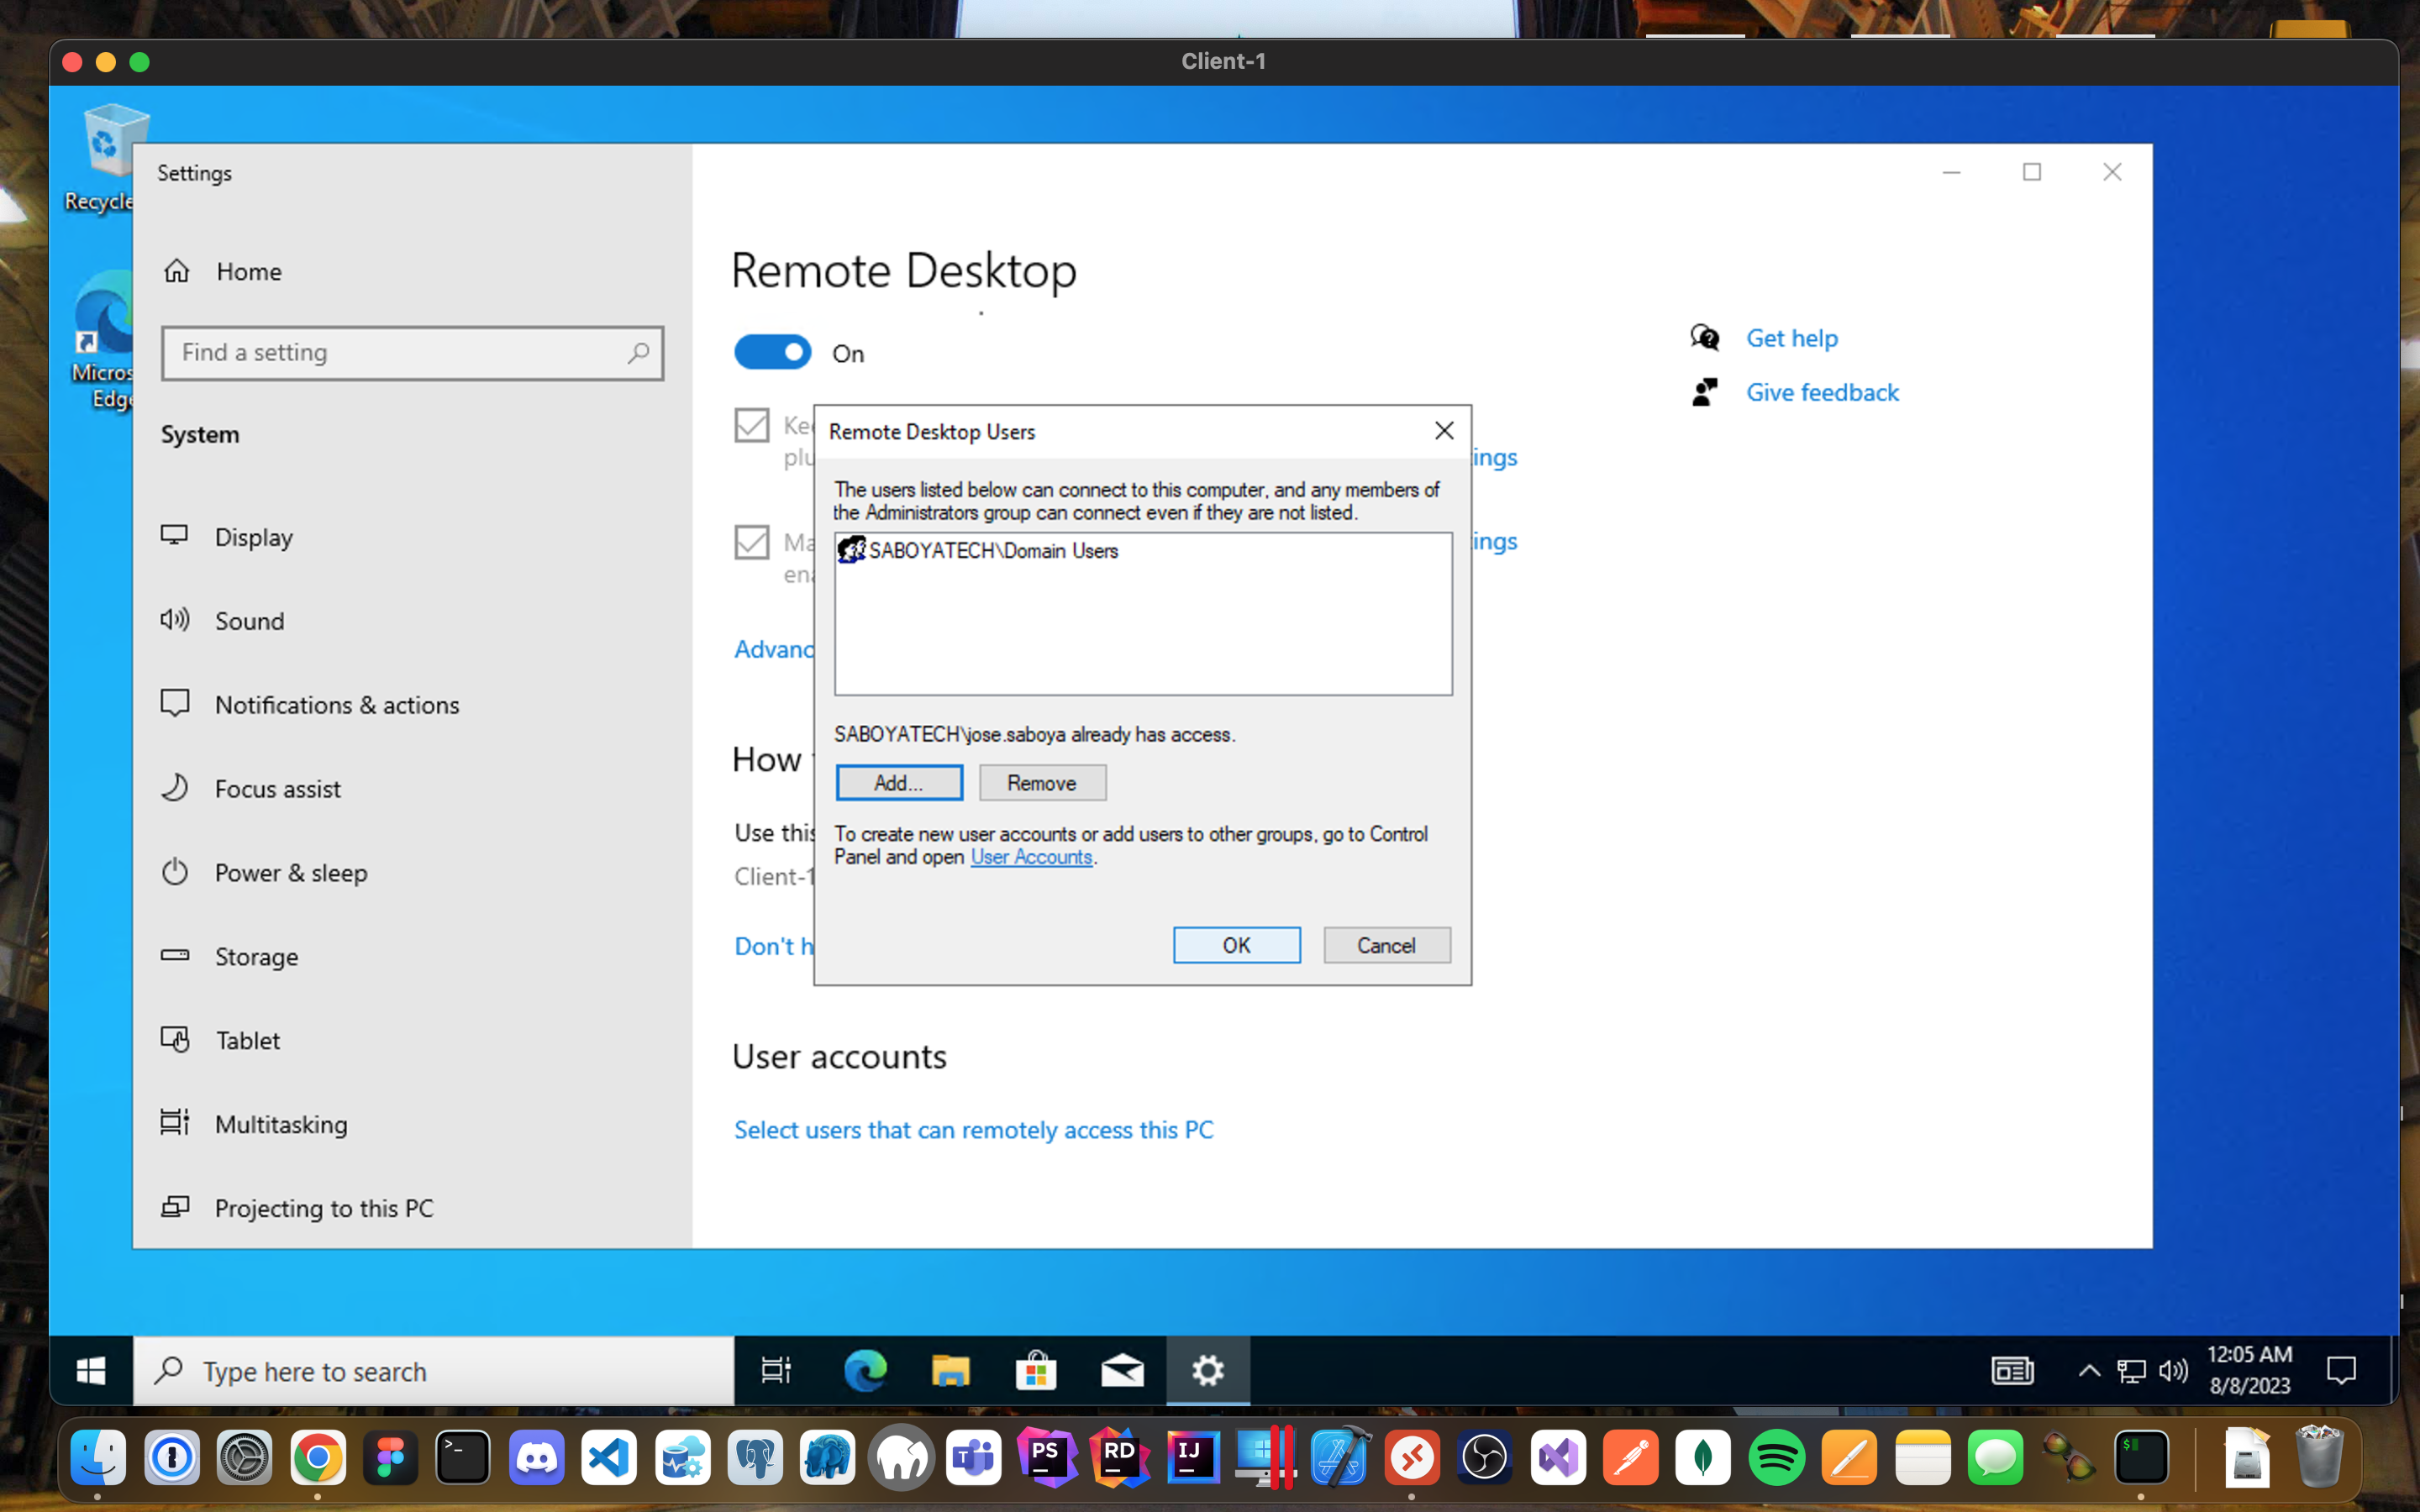 Client-1
Recycle
Micros
Edge
Settings
Home
Find a setting
System
Display
Sound
Notifications & actions
Focus assist
Power & sleep
Storage
Tablet
Multitasking
Projecting to this PC
Remote Desktop
On
Kee
plu
ings
Ma
ena
ings
Advanc
How
Use this
Client-1
Don't h
User accounts
Select users that can remotely access this PC
Get help
Give feedback
Remote Desktop Users
The users listed below can connect to this computer, and any members of
the Administrators group can connect even if they are not listed.
SABOYATECH\Domain Users
SABOYATECH\jose.saboya already has access.
Add...
Remove
To create new user accounts or add users to other groups, go to Control
Panel and open User Accounts.
OK
Cancel
Type here to search
12:05 AM
8/8/2023
PS
RD
IJ